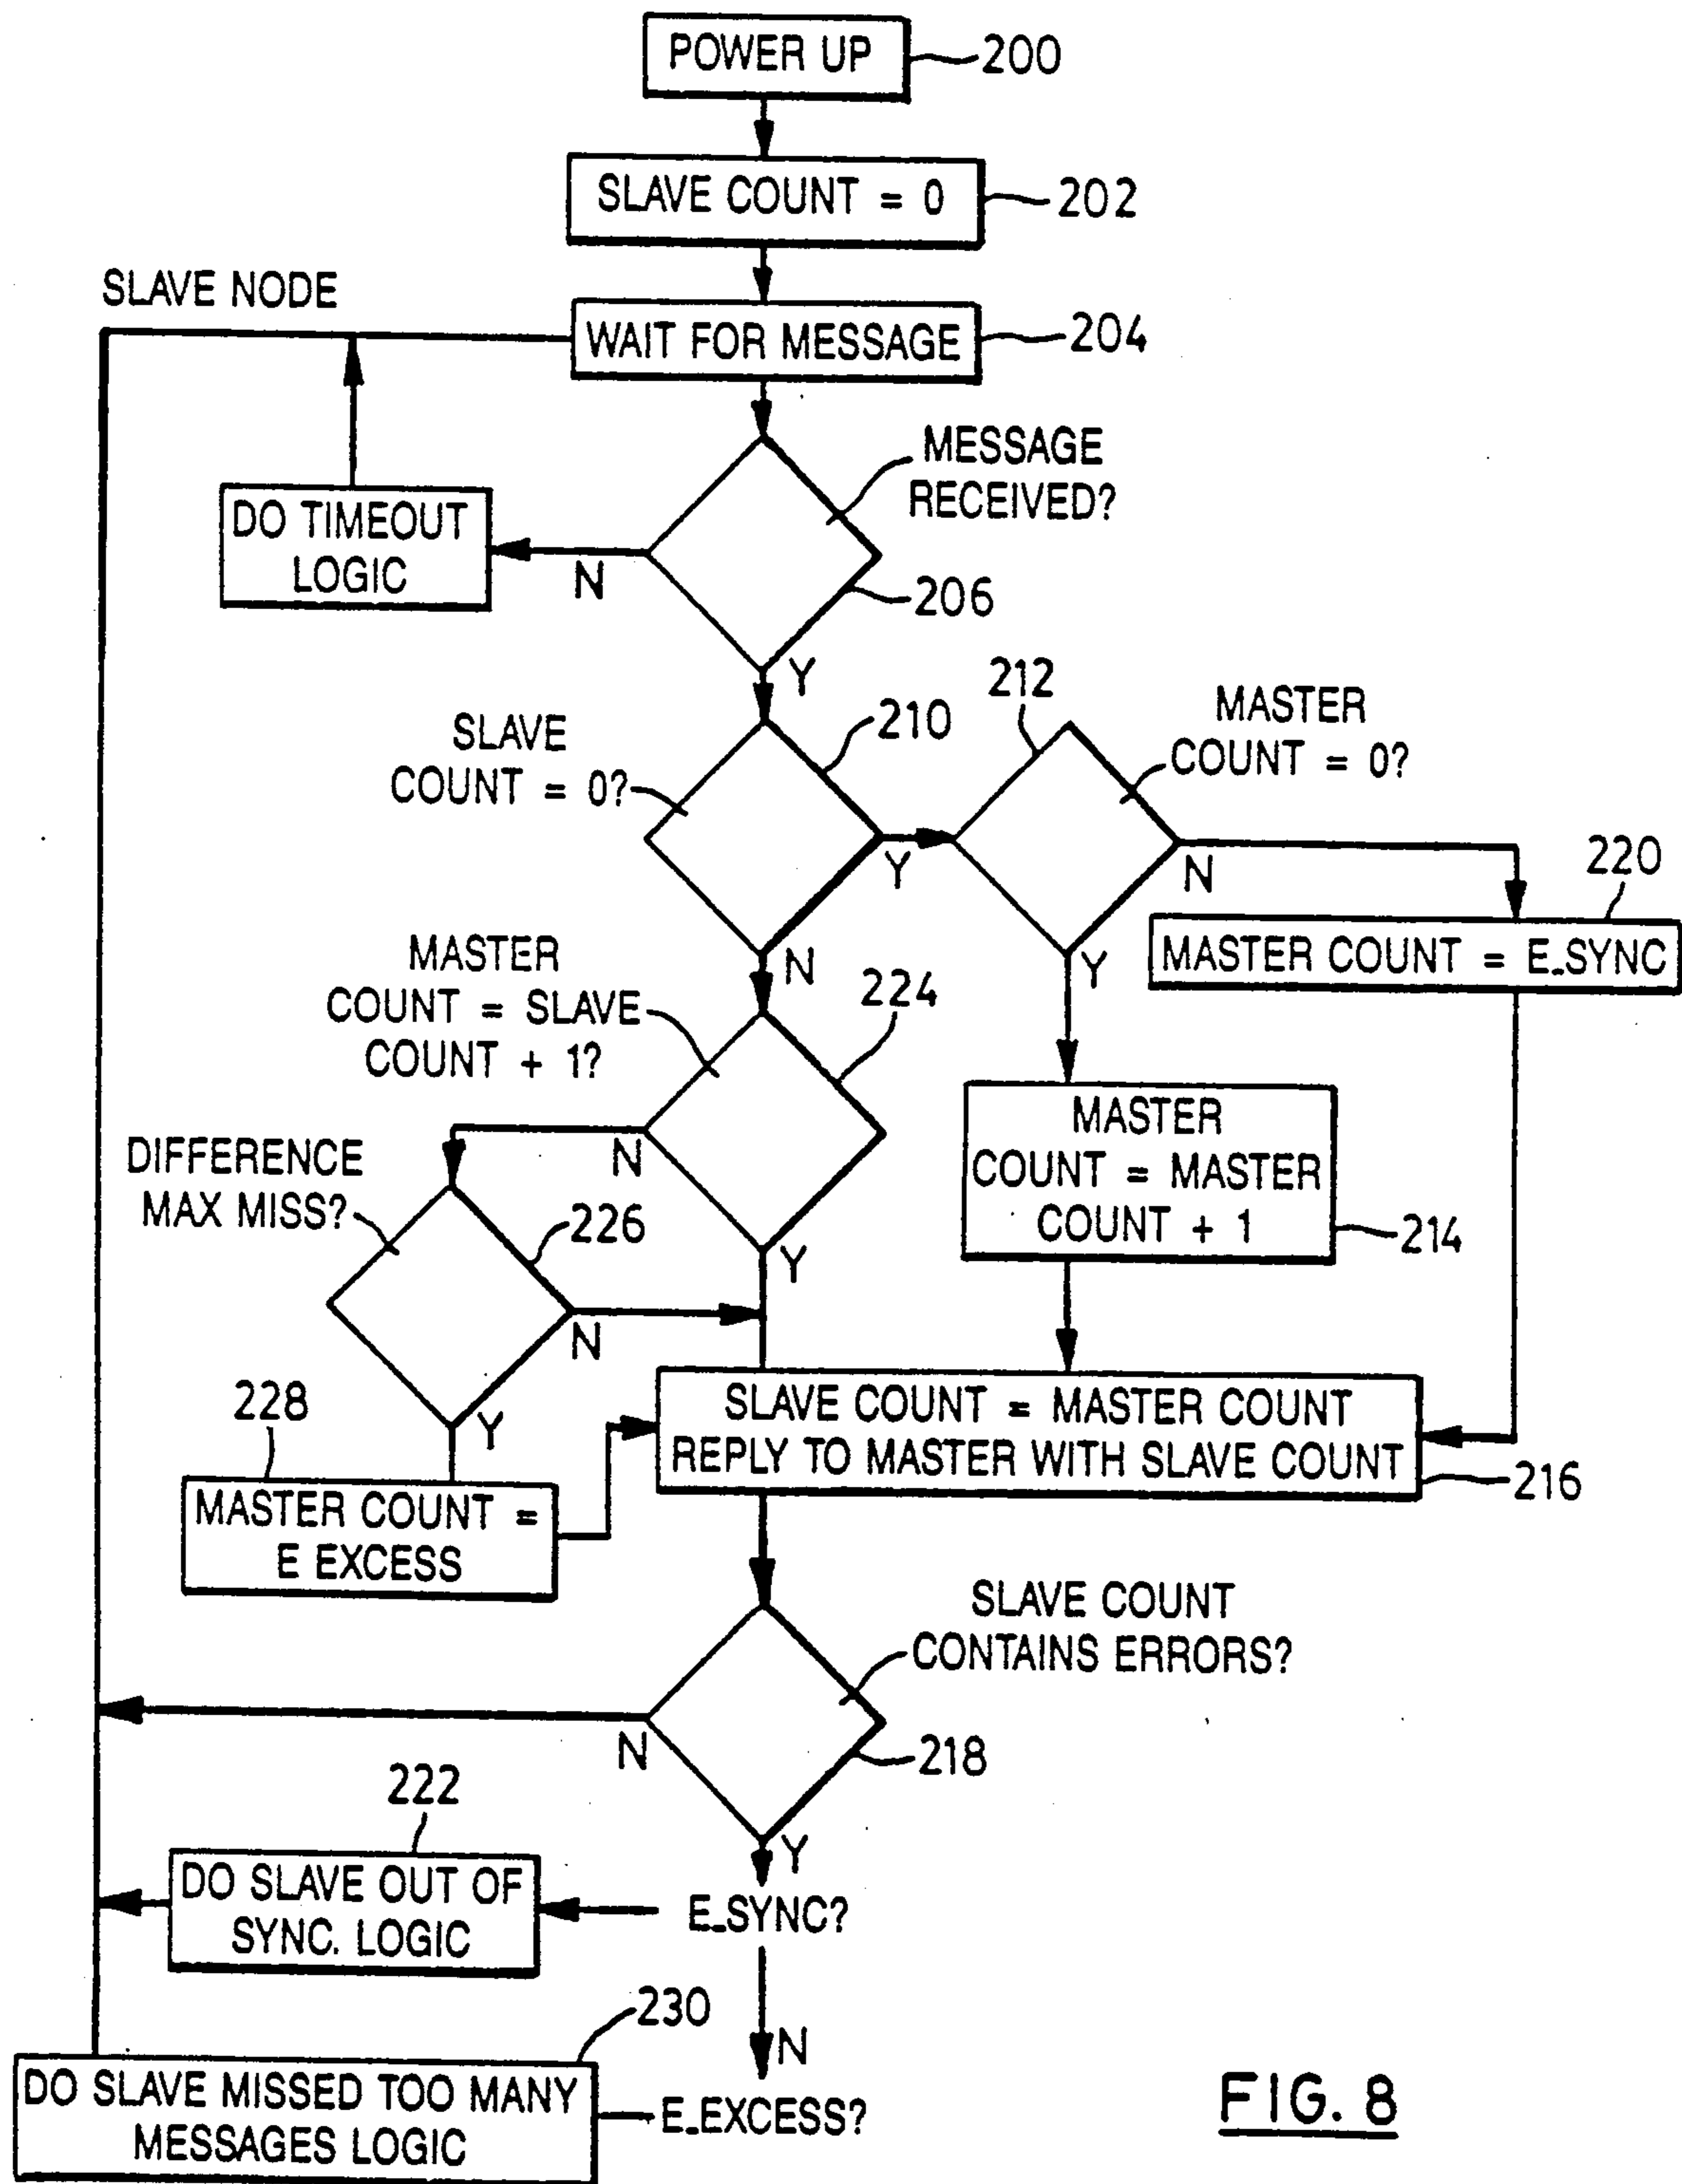 POWER UP
200
SLAVE COUNT = 0
202
SLAVE NODE
WAIT FOR MESSAGE
204
MESSAGE
RECEIVED?
DO TIMEOUT
LOGIC
N
206
Y
212
MASTER
COUNT = 0?
210
SLAVE
COUNT = 0?
Y
N
220
MASTER COUNT = E_SYNC
N
Y
MASTER
COUNT = SLAVE
COUNT + 1?
224
MASTER
COUNT = MASTER
COUNT + 1
214
N
DIFFERENCE
MAX MISS?
226
Y
N
228
Y
SLAVE COUNT = MASTER COUNT
REPLY TO MASTER WITH SLAVE COUNT
216
MASTER COUNT =
E EXCESS
SLAVE COUNT
CONTAINS ERRORS?
N
218
222
Y
DO SLAVE OUT OF
SYNC. LOGIC
E_SYNC?
230
N
DO SLAVE MISSED TOO MANY
MESSAGES LOGIC
E_EXCESS?
FIG. 8